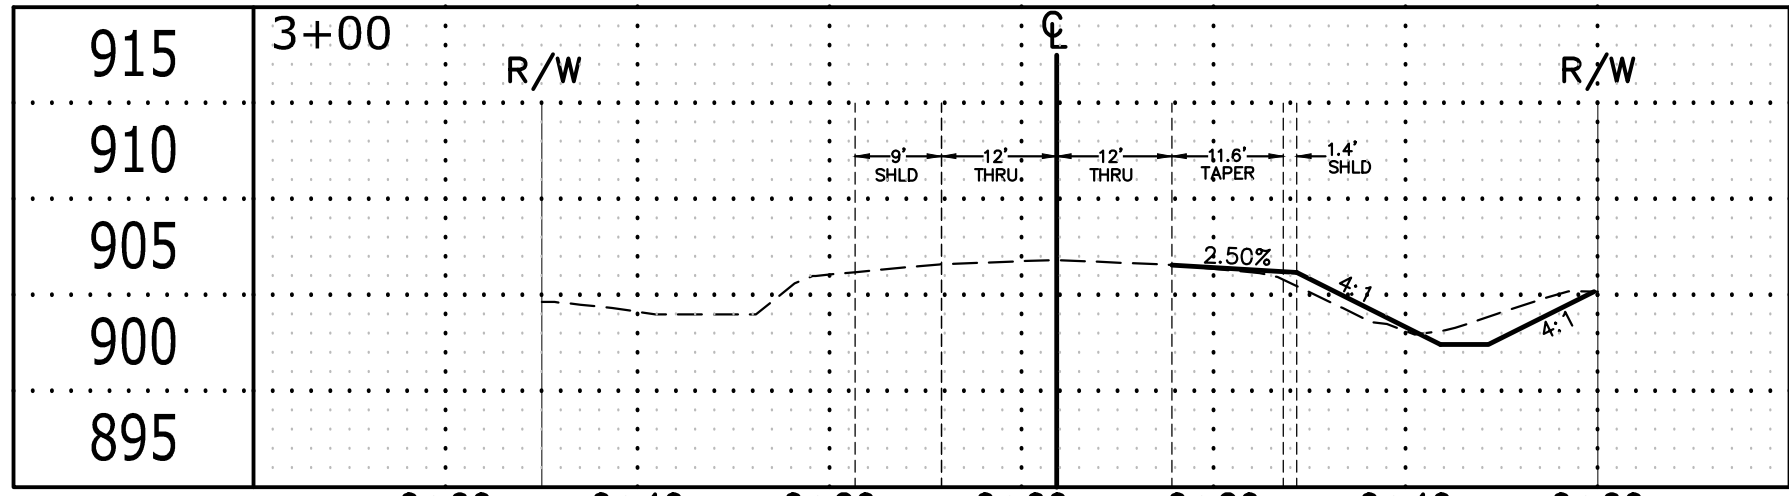 915
3+00
℄
R/W
R/W
910
9'
12'
12'
11.6'
1.4'
SHLD
THRU
THRU
TAPER
SHLD
905
2.50%
4:1
900
4:1
895